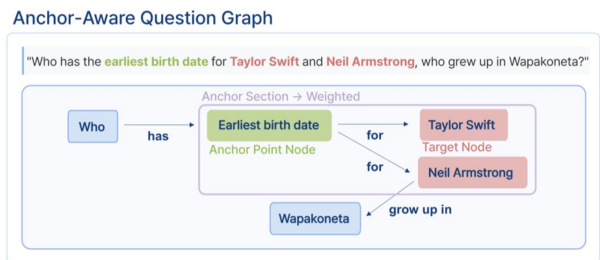 Anchor-Aware Question Graph
"Who has the earliest birth date for Taylor Swift and Neil Armstrong, who grew up in Wapakoneta?"
Anchor Section → Weighted
Who
has
Earliest birth date
for
Taylor Swift
Anchor Point Node
Target Node
for
Neil Armstrong
Wapakoneta
grow up in